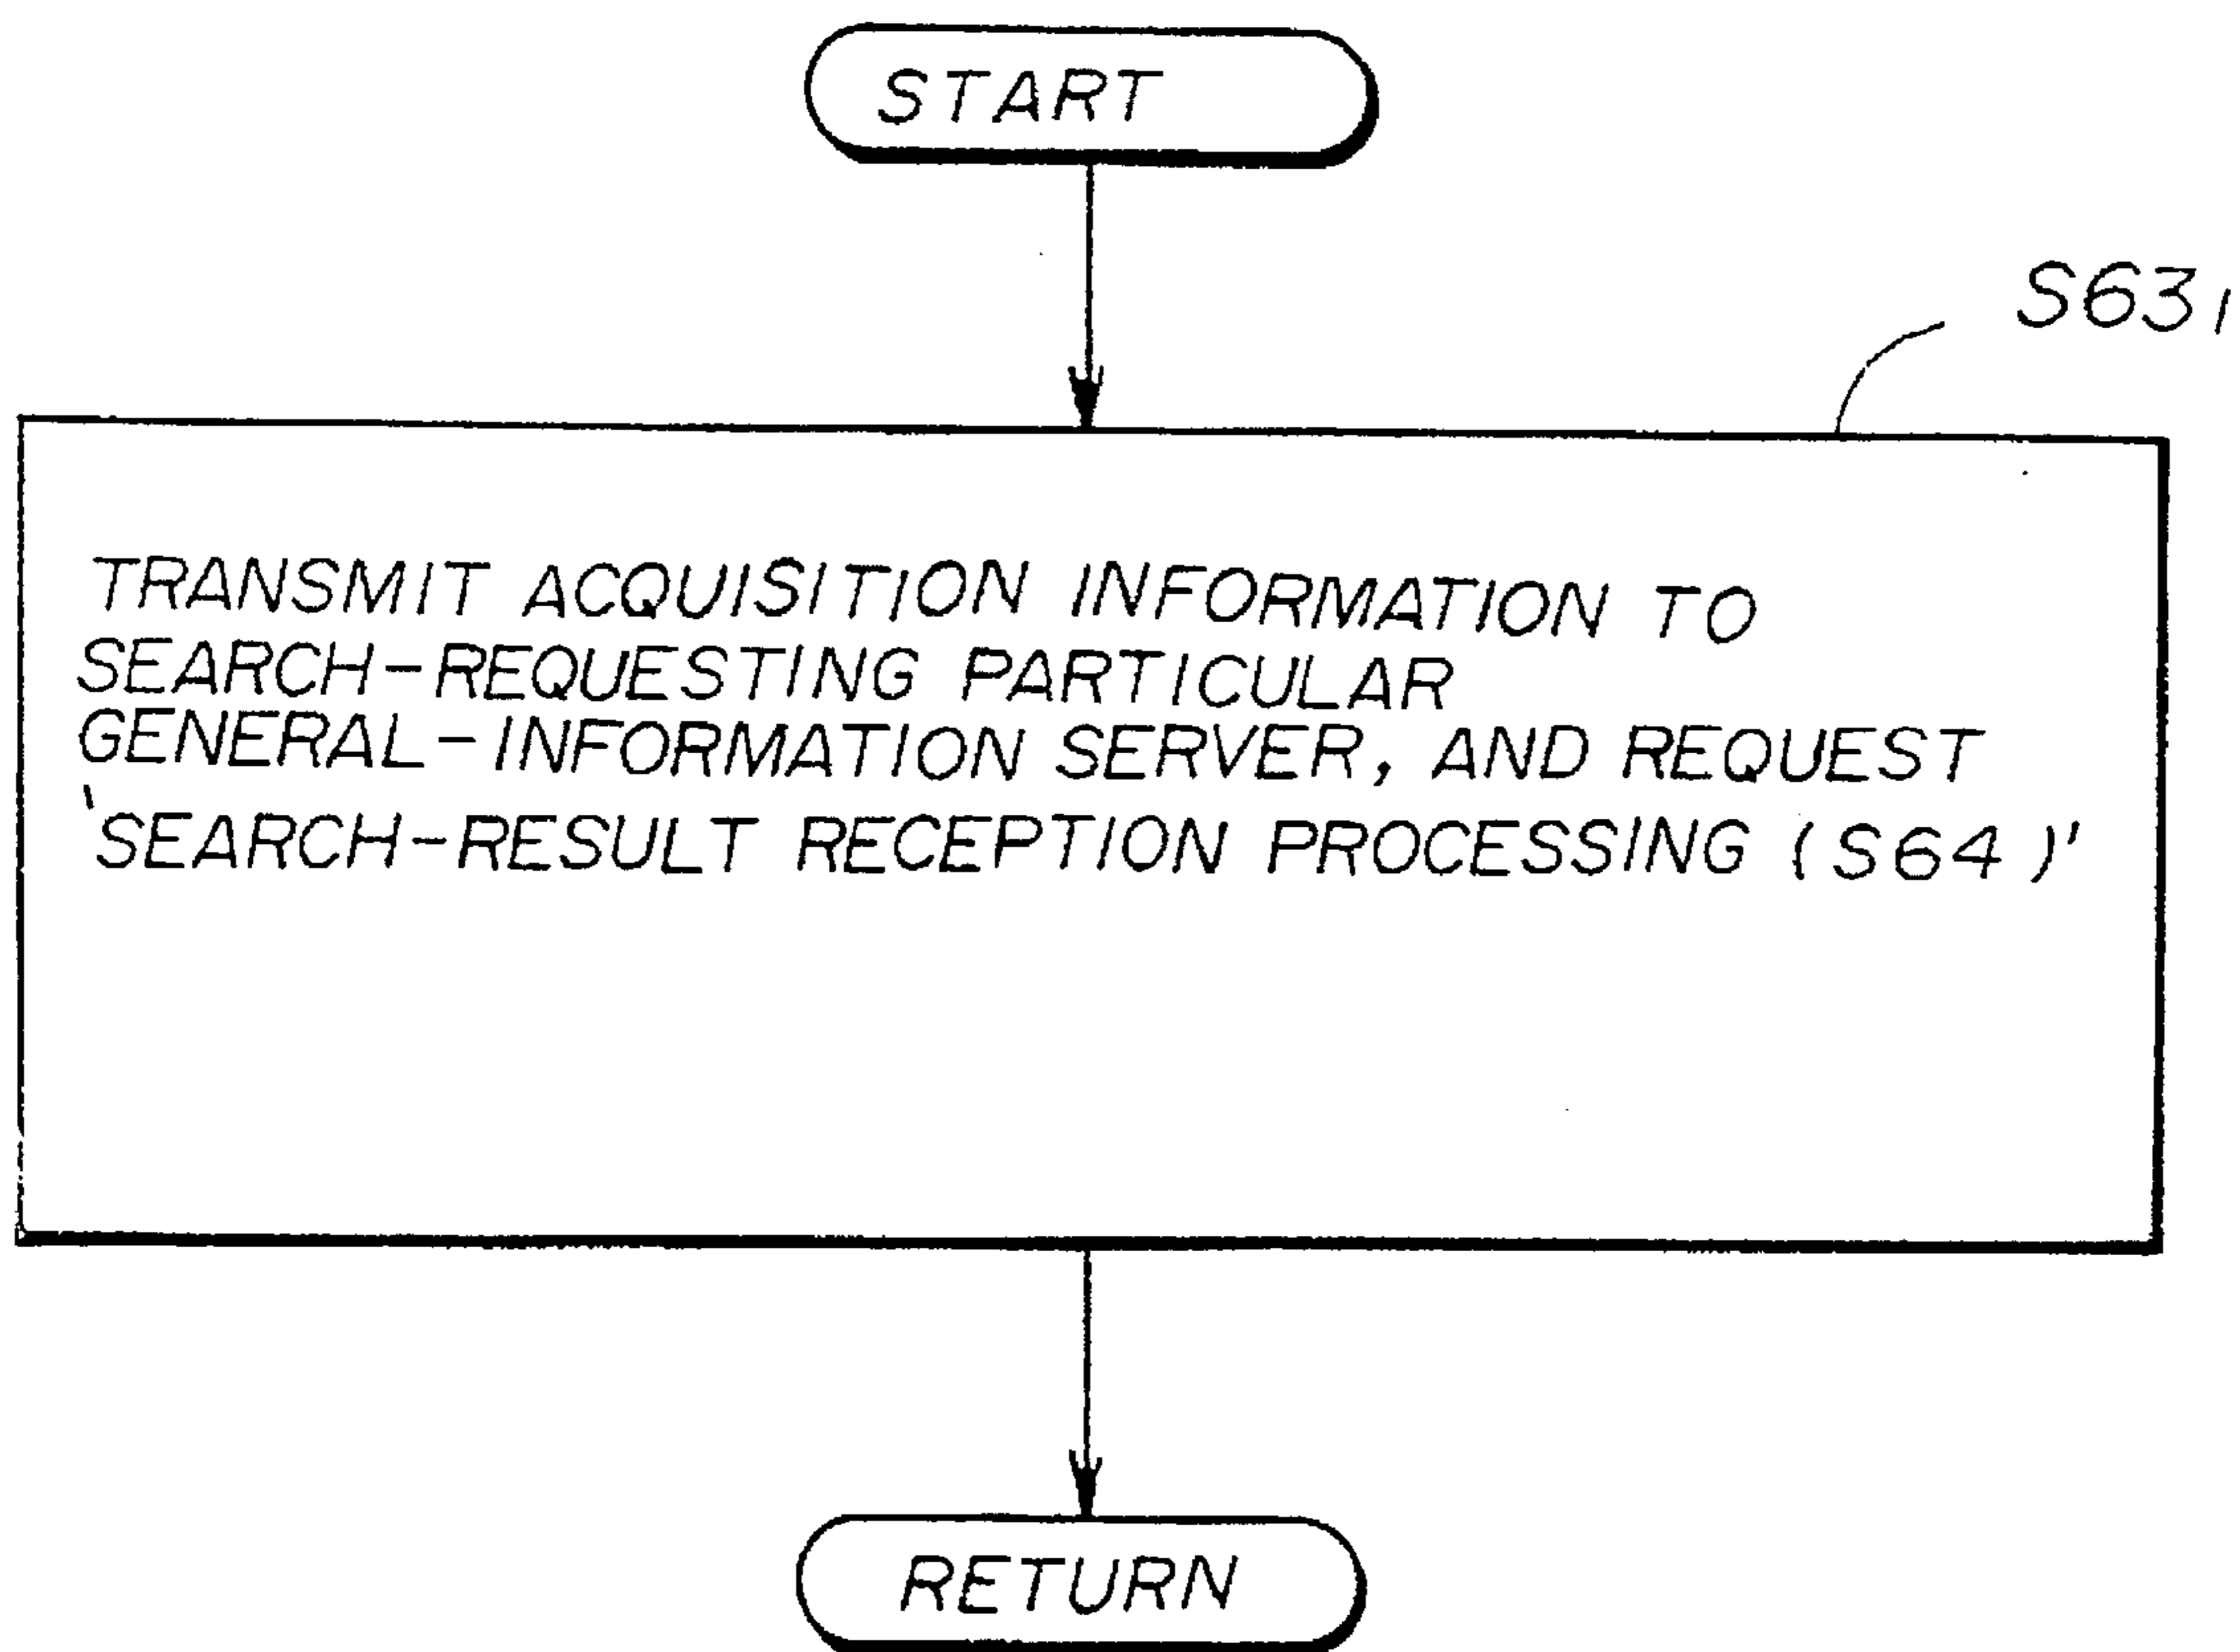 START
S63₁
TRANSMIT ACQUISITION INFORMATION TO
SEARCH-REQUESTING PARTICULAR
GENERAL-INFORMATION SERVER, AND REQUEST
'SEARCH-RESULT RECEPTION PROCESSING (S64)'
RETURN